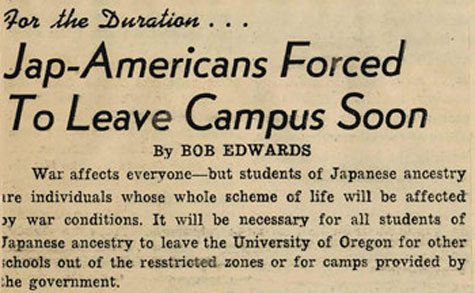 For the Duration . . .
Jap-Americans Forced
To Leave Campus Soon
By BOB EDWARDS
War affects everyone—but students of Japanese ancestry
are individuals whose whole scheme of life will be affected
by war conditions. It will be necessary for all students of
Japanese ancestry to leave the University of Oregon for other
schools out of the resstricted zones or for camps provided by
the government.